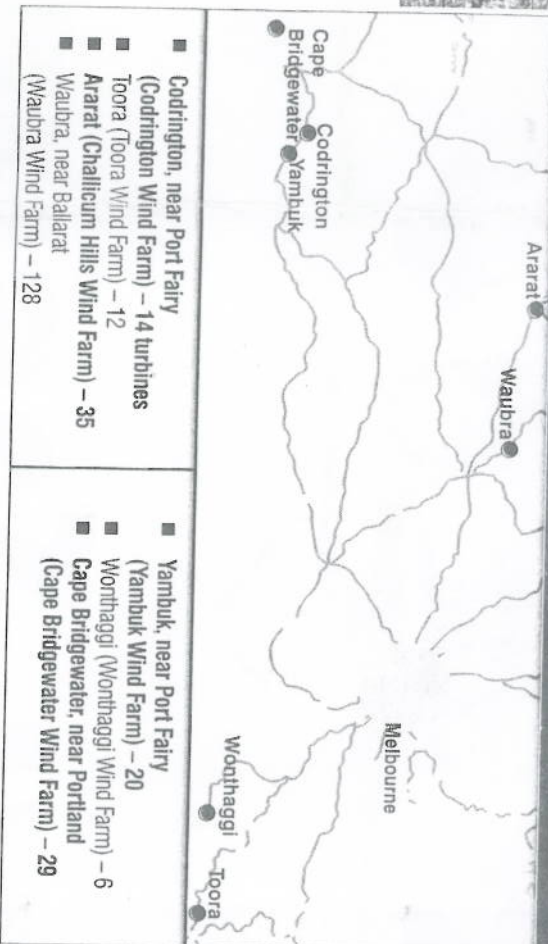 Ararat
Waubra
Melbourne
Cape
Bridgewater
Codrington
Yambuk
Wonthaggi
Toora
■ Codrington, near Port Fairy
(Codrington Wind Farm) – 14 turbines
■ Toora (Toora Wind Farm) – 12
■ Ararat (Challicum Hills Wind Farm) – 35
■ Waubra, near Ballarat
(Waubra Wind Farm) – 128
■ Yambuk, near Port Fairy
(Yambuk Wind Farm) – 20
■ Wonthaggi (Wonthaggi Wind Farm) – 6
■ Cape Bridgewater, near Portland
(Cape Bridgewater Wind Farm) – 29